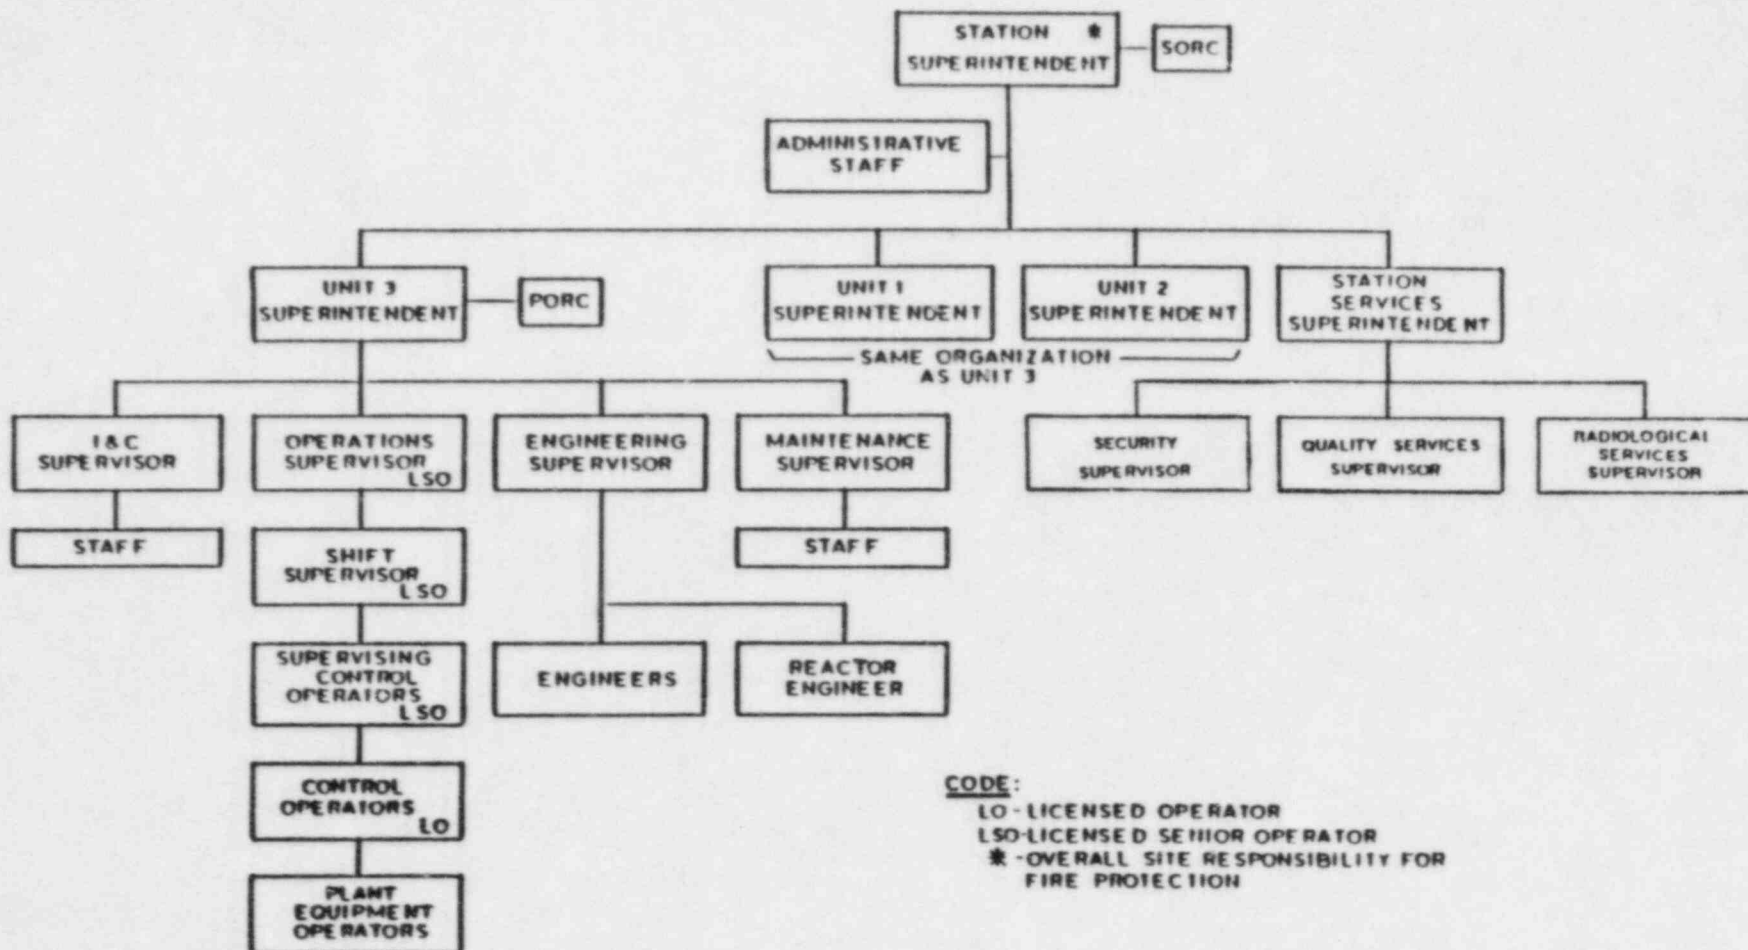 STATION *
SUPERINTENDENT
SORC
ADMINISTRATIVE
STAFF
UNIT 3
SUPERINTENDENT
PORC
UNIT 1
SUPERINTENDENT
UNIT 2
SUPERINTENDENT
STATION
SERVICES
SUPERINTENDENT
SAME ORGANIZATION
AS UNIT 3
I&C
SUPERVISOR
OPERATIONS
SUPERVISOR
LSO
ENGINEERING
SUPERVISOR
MAINTENANCE
SUPERVISOR
SECURITY
SUPERVISOR
QUALITY SERVICES
SUPERVISOR
RADIOLOGICAL
SERVICES
SUPERVISOR
STAFF
SHIFT
SUPERVISOR
LSO
STAFF
SUPERVISING
CONTROL
OPERATORS
LSO
ENGINEERS
REACTOR
ENGINEER
CONTROL
OPERATORS
LO
PLANT
EQUIPMENT
OPERATORS
CODE:
LO - LICENSED OPERATOR
LSO-LICENSED SENIOR OPERATOR
* - OVERALL SITE RESPONSIBILITY FOR
FIRE PROTECTION